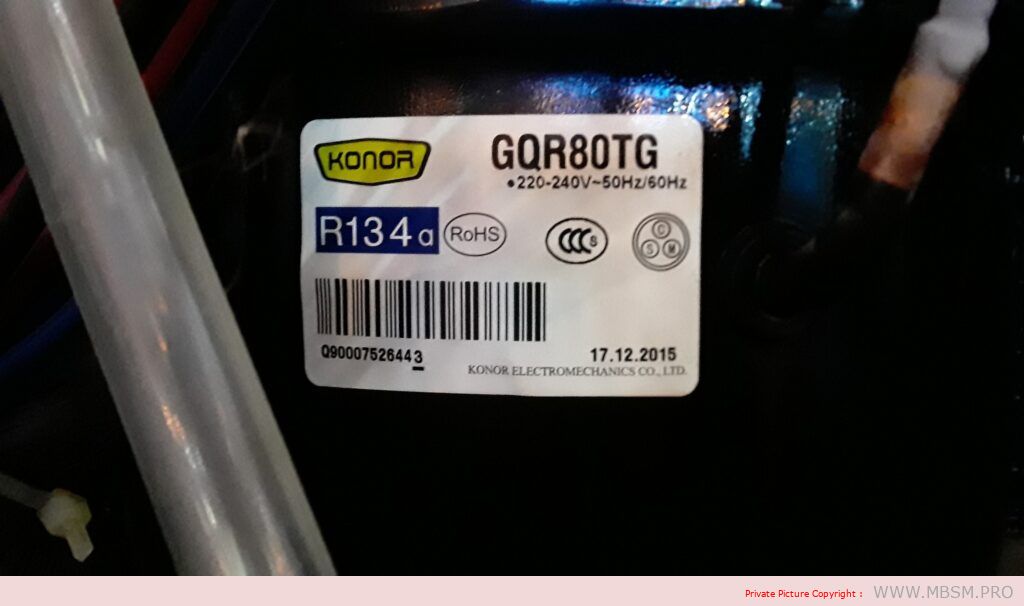 KONOR
GQR80TG
•220-240V~50Hz/60Hz
R134a
RoHS
CCC S
C
S M
Q90007526443
17.12.2015
KONOR ELECTROMECHANICS CO., LTD.
Private Picture Copyright : WWW.MBSM.PRO